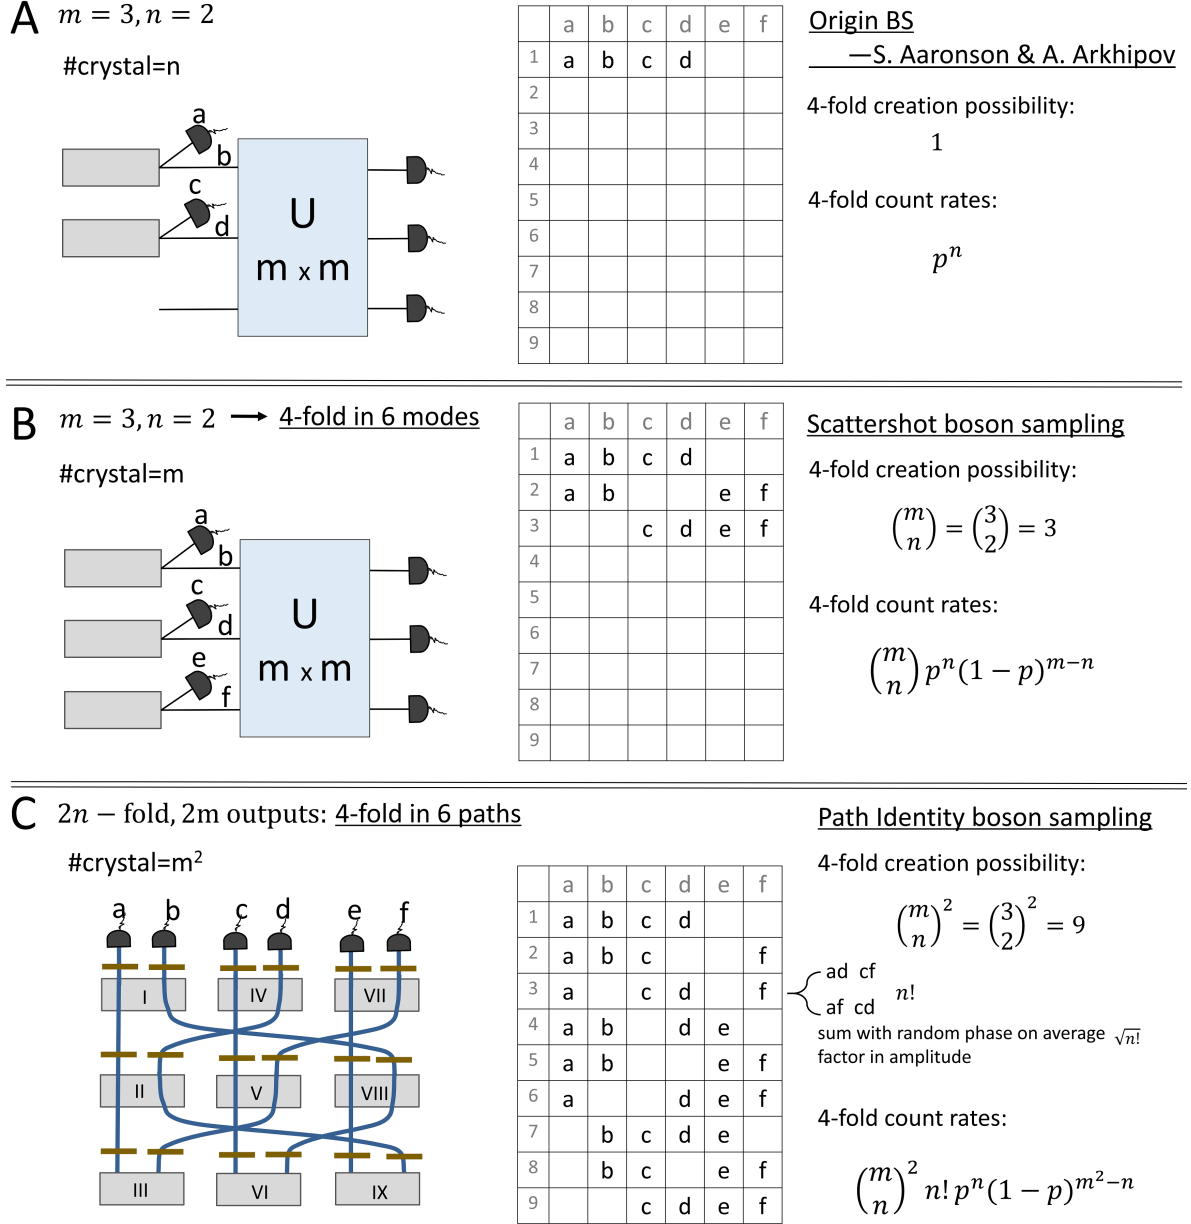 A
m = 3, n = 2
#crystal=n
a
b
c
d
U
m x m
a b c d e f
1 a b c d
2
3
4
5
6
7
8
9
Origin BS
—S. Aaronson & A. Arkhipov
4-fold creation possibility:
1
4-fold count rates:
pⁿ
B
m = 3, n = 2 → 4-fold in 6 modes
#crystal=m
a
b
c
d
e
f
U
m x m
a b c d e f
1 a b c d
2 a b e f
3 c d e f
4
5
6
7
8
9
Scattershot boson sampling
4-fold creation possibility:
(m n) = (3 2) = 3
4-fold count rates:
(m n) pⁿ(1 − p)ᵐ⁻ⁿ
C
2n − fold, 2m outputs: 4-fold in 6 paths
#crystal=m²
a b c d e f
I IV VII
II V VIII
III VI IX
a b c d e f
1 a b c d
2 a b c f
3 a c d f
4 a b d e
5 a b e f
6 a d e f
7 b c d e
8 b c e f
9 c d e f
Path Identity boson sampling
4-fold creation possibility:
(m n)² = (3 2)² = 9
ad cf
n!
af cd
sum with random phase on average √n!
factor in amplitude
4-fold count rates:
(m n)² n! pⁿ(1 − p)^(m²−n)